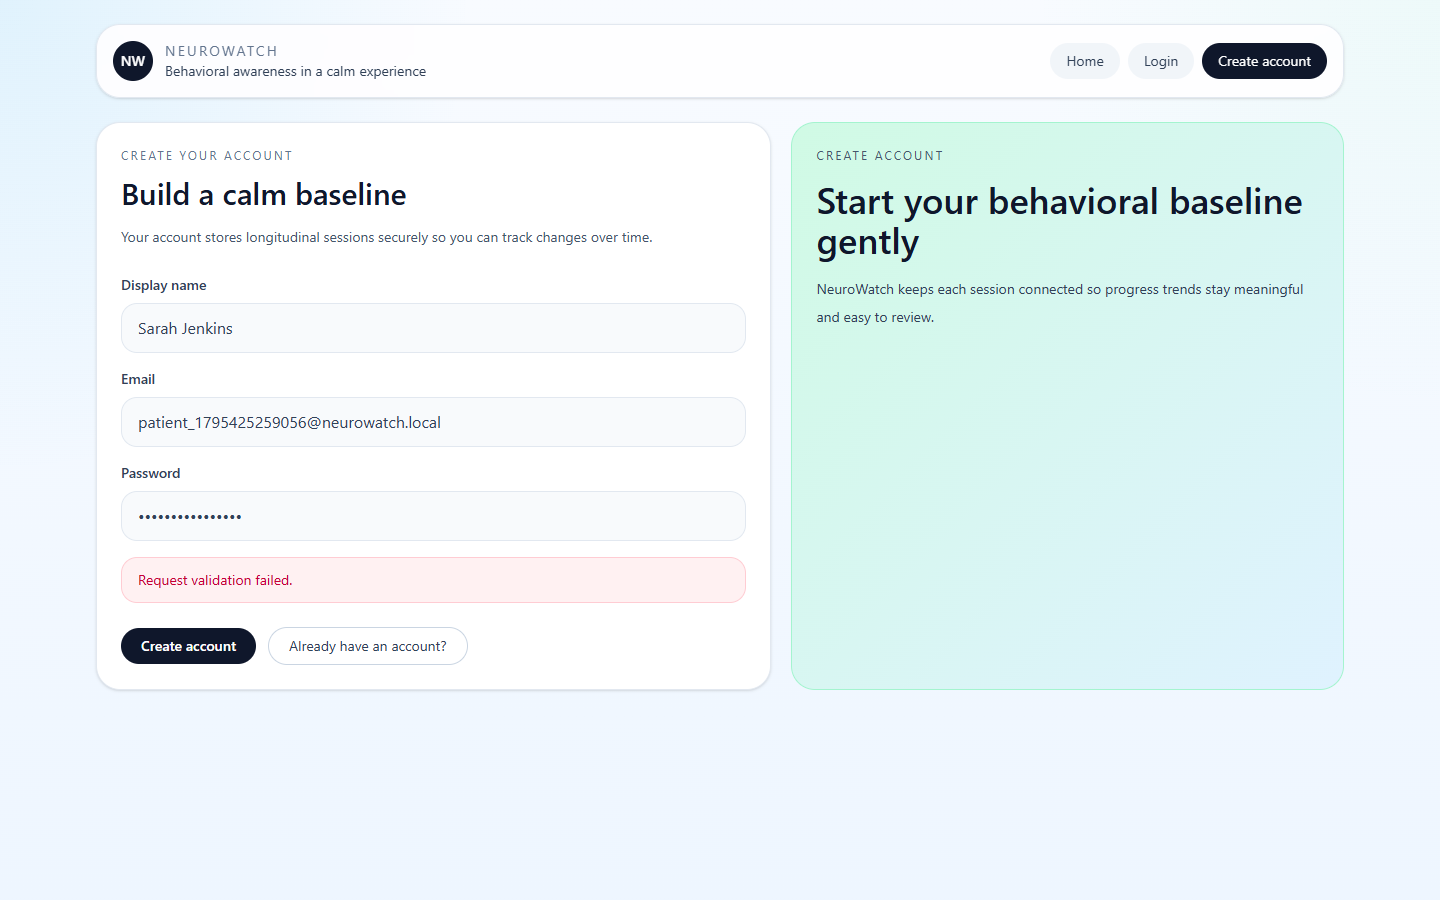 NW
NEUROWATCH
Behavioral awareness in a calm experience
Home
Login
Create account
CREATE YOUR ACCOUNT
Build a calm baseline
Your account stores longitudinal sessions securely so you can track changes over time.
Display name
Sarah Jenkins
Email
patient_1795425259056@neurowatch.local
Password
••••••••••••••••
Request validation failed.
Create account
Already have an account?
CREATE ACCOUNT
Start your behavioral baseline
gently
NeuroWatch keeps each session connected so progress trends stay meaningful
and easy to review.